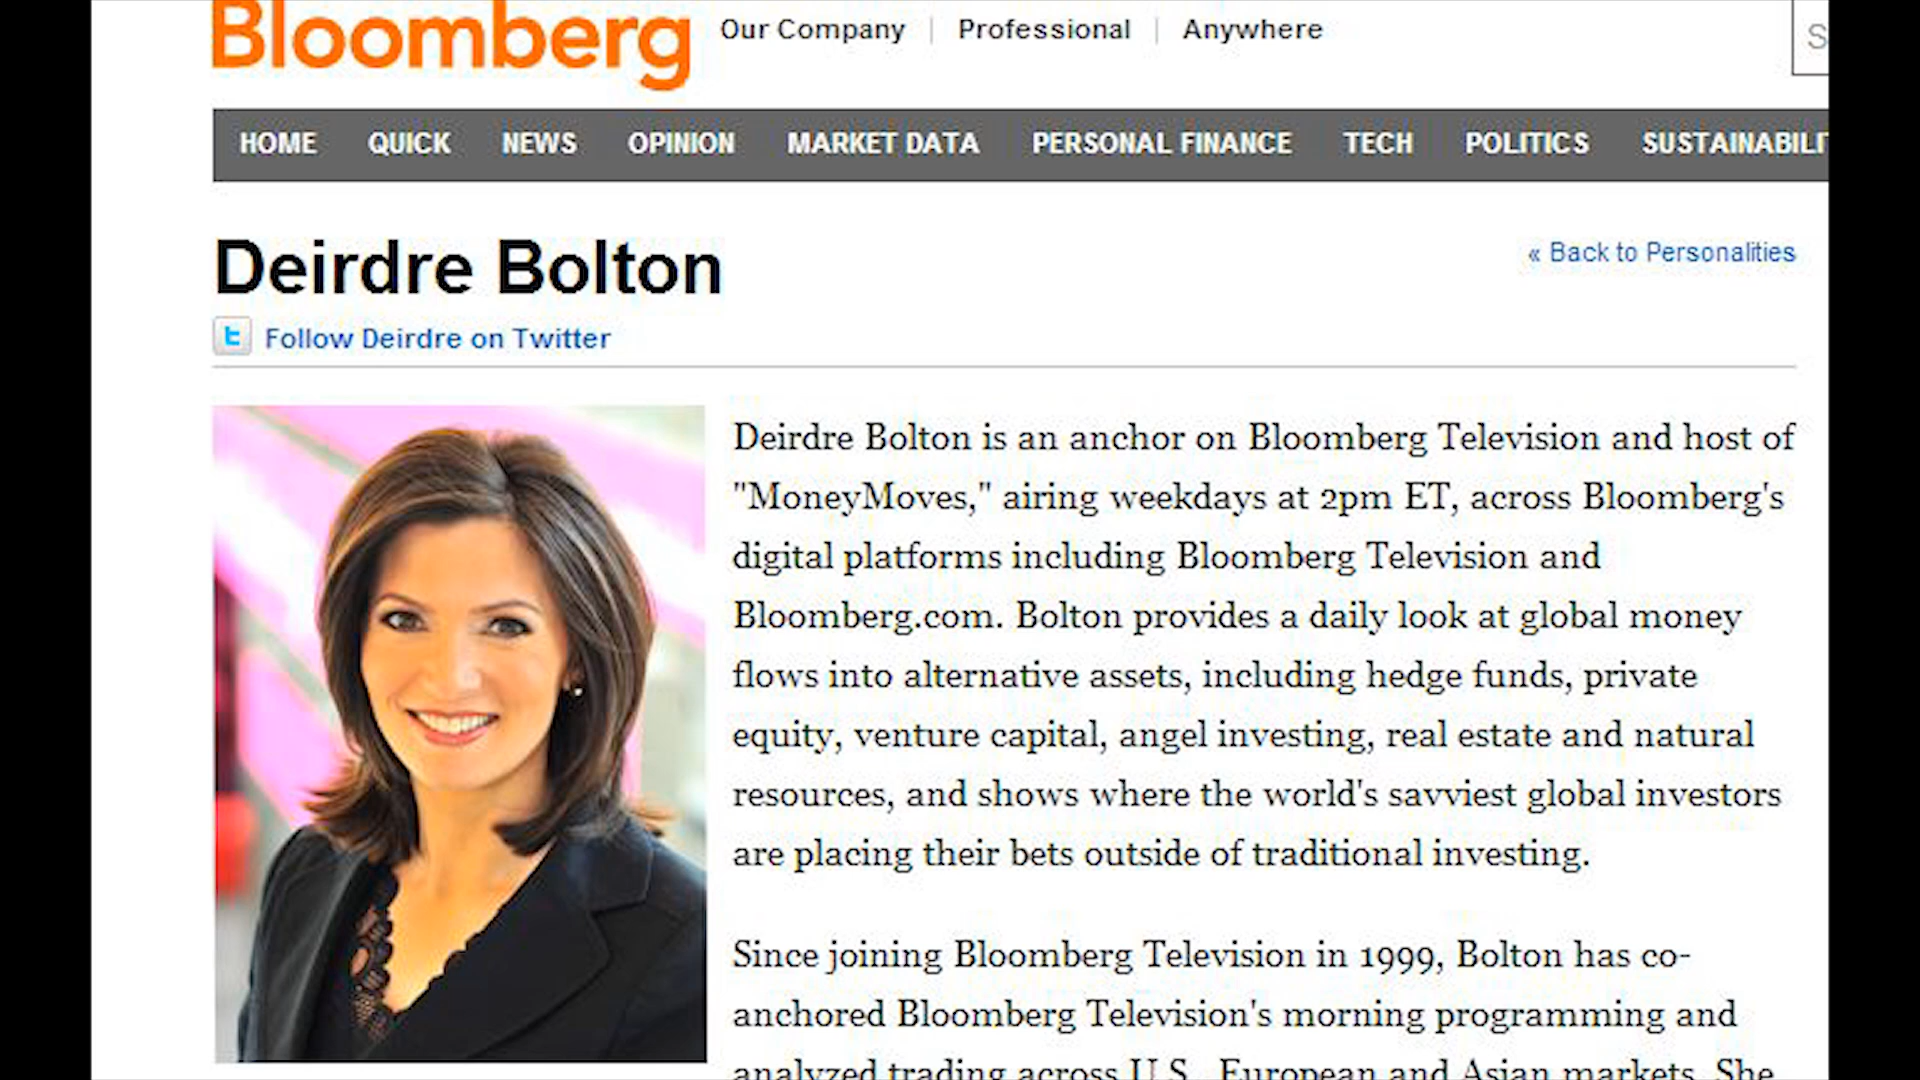 Bloomberg
Our Company | Professional | Anywhere
S
HOME QUICK NEWS OPINION MARKET DATA PERSONAL FINANCE TECH POLITICS SUSTAINABILIT
Deirdre Bolton
« Back to Personalities
Follow Deirdre on Twitter
Deirdre Bolton is an anchor on Bloomberg Television and host of
"MoneyMoves," airing weekdays at 2pm ET, across Bloomberg's
digital platforms including Bloomberg Television and
Bloomberg.com. Bolton provides a daily look at global money
flows into alternative assets, including hedge funds, private
equity, venture capital, angel investing, real estate and natural
resources, and shows where the world's savviest global investors
are placing their bets outside of traditional investing.
Since joining Bloomberg Television in 1999, Bolton has co-
anchored Bloomberg Television's morning programming and
analyzed trading across U.S., European and Asian markets. She